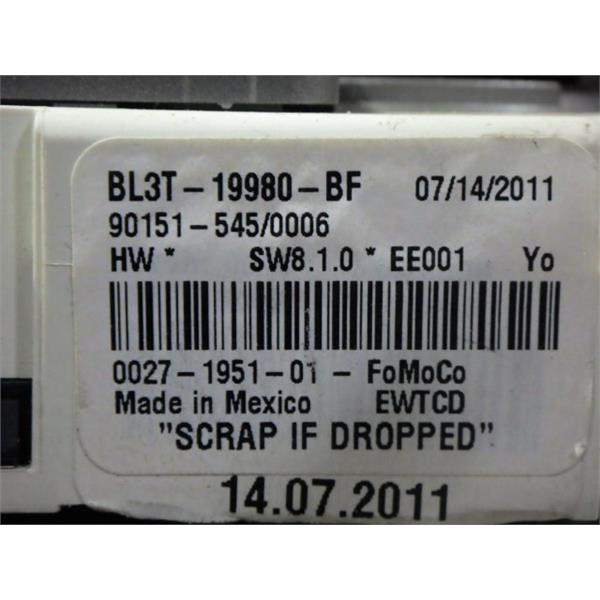 BL3T-19980-BF 07/14/2011
90151-545/0006
HW * SW8.1.0 * EE001 Yo
0027-1951-01 - FoMoCo
Made in Mexico EWTCD
"SCRAP IF DROPPED"
14.07.2011